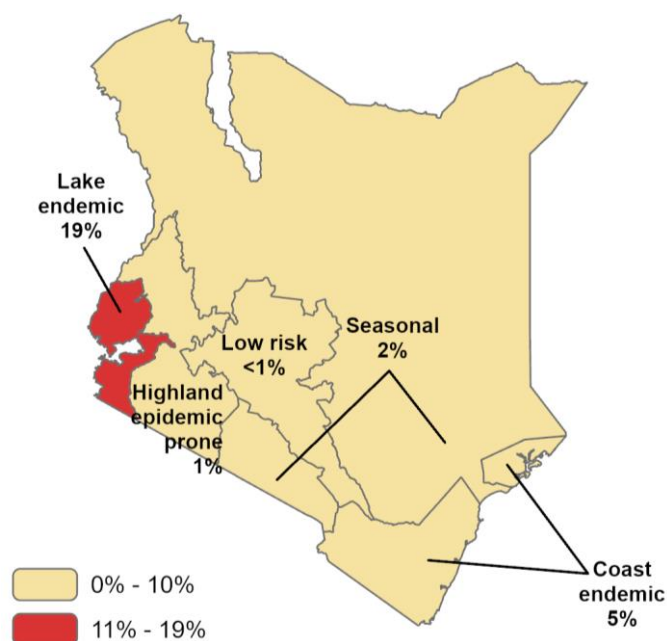 Lake
endemic
19%
Low risk
<1%
Seasonal
2%
Highland
epidemic
prone
1%
Coast
endemic
5%
0% - 10%
11% - 19%